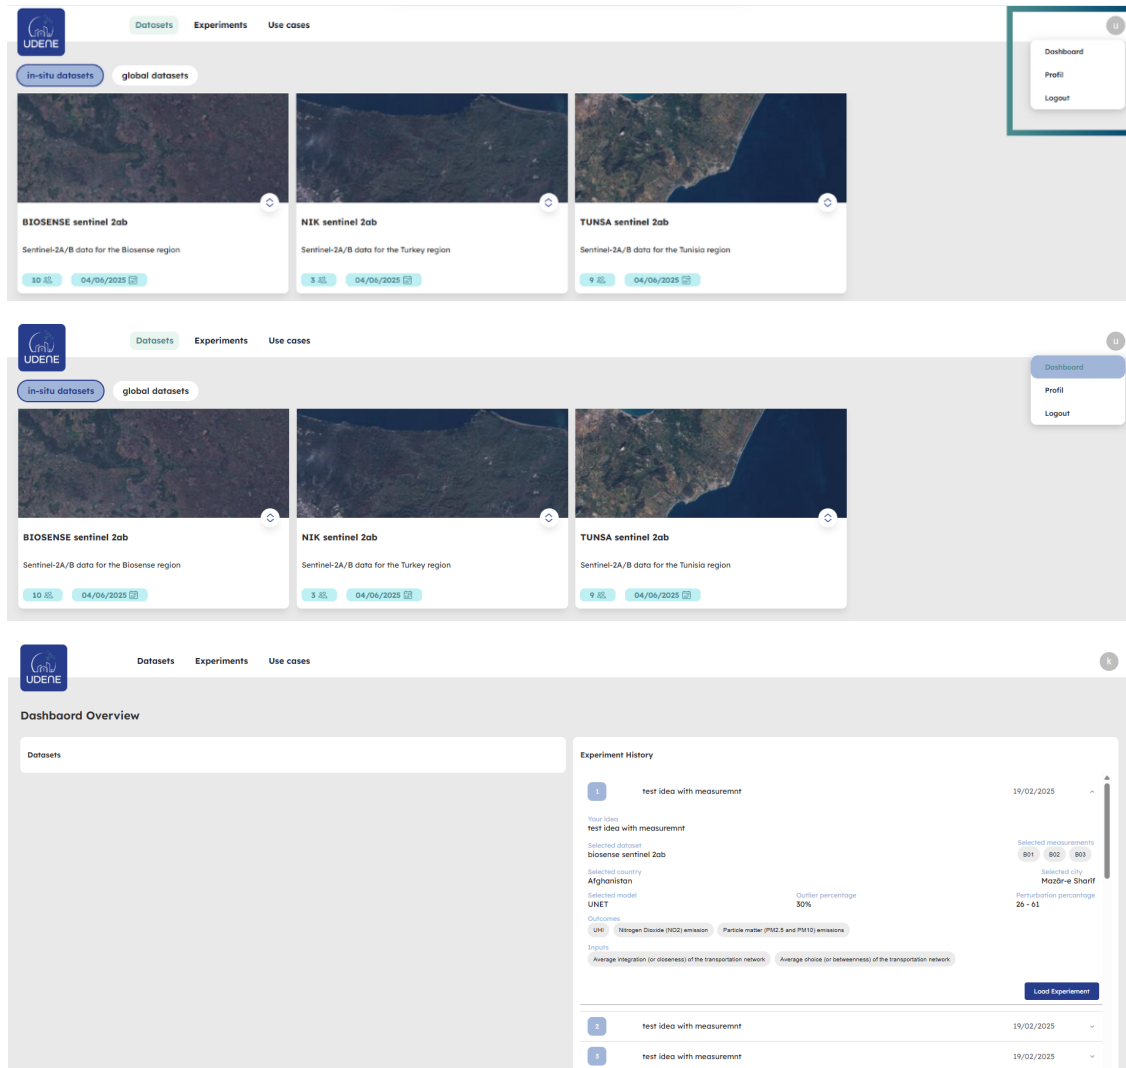 UDENE
Datasets Experiments Use cases
u
Dashboard
Profil
Logout
in-situ datasets global datasets
BIOSENSE sentinel 2ab NIK sentinel 2ab TUNSA sentinel 2ab
Sentinel-2A/B data for the Biosense region Sentinel-2A/B data for the Turkey region Sentinel-2A/B data for the Tunisia region
10 04/06/2025 3 04/06/2025 9 04/06/2025
UDENE
Datasets Experiments Use cases
u
Dashboard
Profil
Logout
in-situ datasets global datasets
BIOSENSE sentinel 2ab NIK sentinel 2ab TUNSA sentinel 2ab
Sentinel-2A/B data for the Biosense region Sentinel-2A/B data for the Turkey region Sentinel-2A/B data for the Tunisia region
10 04/06/2025 3 04/06/2025 9 04/06/2025
UDENE
Datasets Experiments Use cases
k
Dashbaord Overview
Datasets
Experiment History
1 test idea with measuremnt 19/02/2025
Your idea
test idea with measuremnt
Selected dataset Selected measurements
biosense sentinel 2ab B01 B02 B03
Selected country Selected city
Afghanistan Mazār-e Sharīf
Selected model Outlier percentage Perturbation percantage
UNET 30% 26 - 61
Outcomes
UHI Nitrogen Dioxide (NO2) emission Particle matter (PM2.5 and PM10) emissions
Inputs
Average integration (or closeness) of the transportation network Average choice (or betweenness) of the transportation network
Load Experiement
2 test idea with measuremnt 19/02/2025
3 test idea with measuremnt 19/02/2025